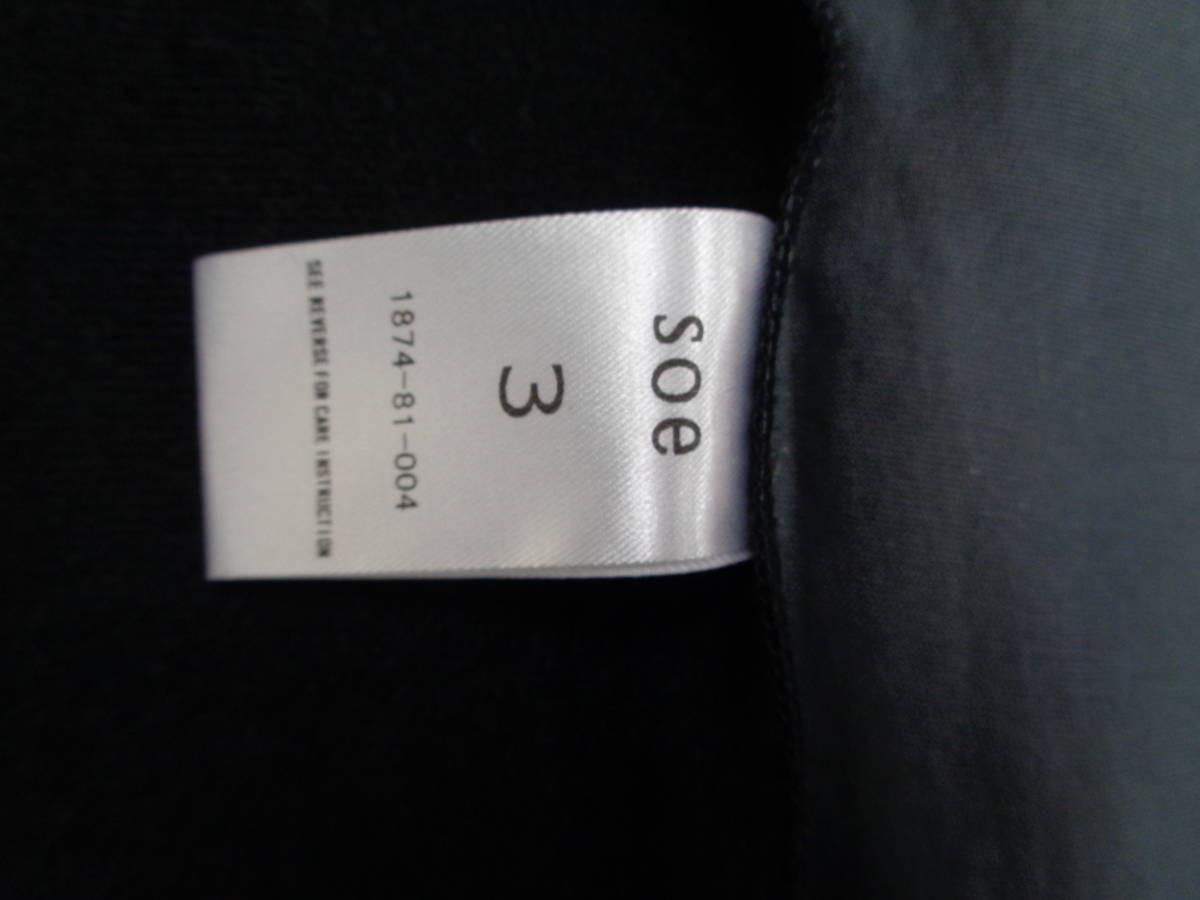 soe
3
1874-81-004
SEE REVERSE FOR CARE INSTRUCTION